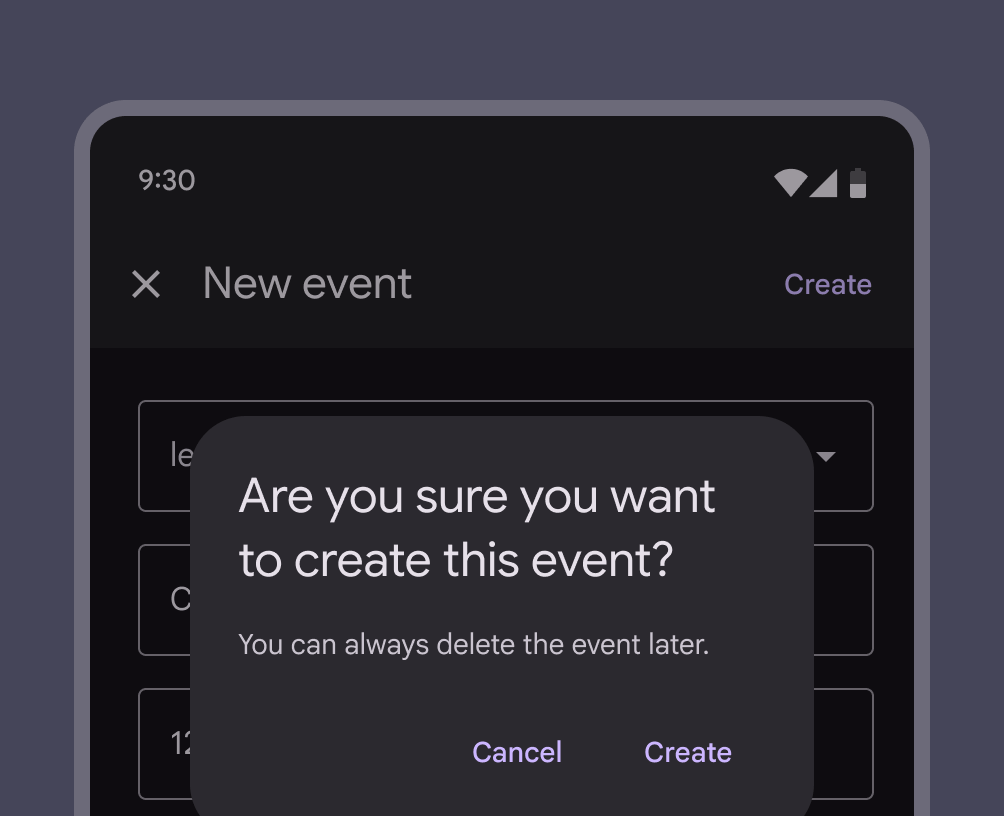 9:30
New event
Create
Are you sure you want
to create this event?
You can always delete the event later.
Cancel
Create